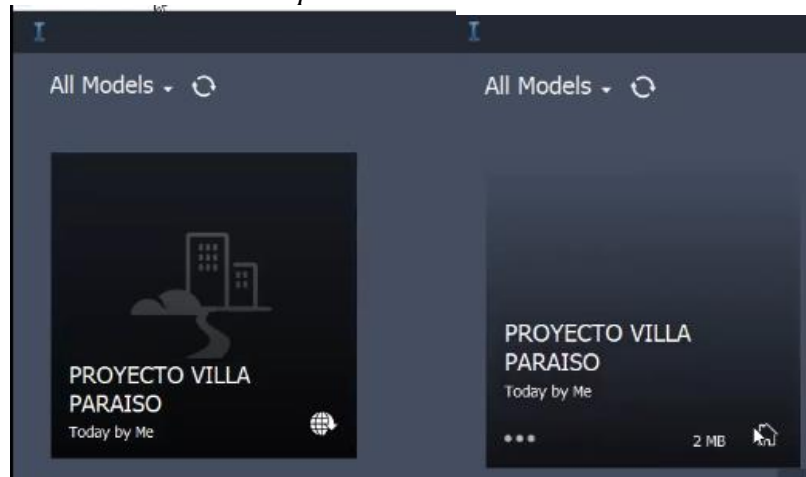 I
All Models
PROYECTO VILLA
PARAISO
Today by Me
I
All Models
PROYECTO VILLA
PARAISO
Today by Me
2 MB